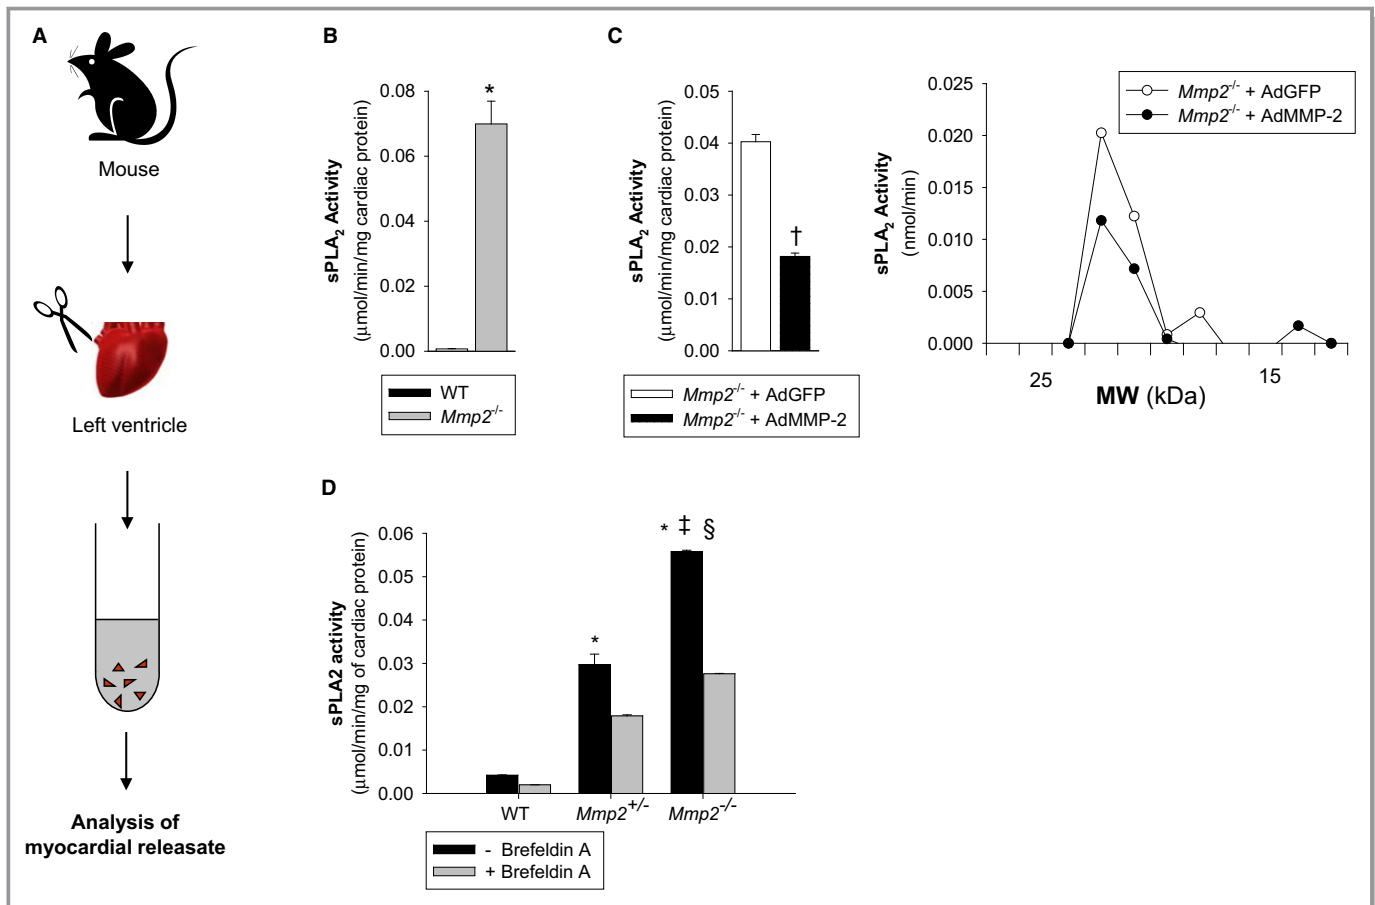 A
Mouse
Left ventricle
Analysis of
myocardial releasate
B
sPLA2 Activity
(μmol/min/mg cardiac protein)
0.08
0.06
0.04
0.02
0.00
*
WT
Mmp2-/-
C
sPLA2 Activity
(μmol/min/mg cardiac protein)
0.05
0.04
0.03
0.02
0.01
0.00
†
Mmp2-/- + AdGFP
Mmp2-/- + AdMMP-2
sPLA2 Activity
(nmol/min)
0.025
0.020
0.015
0.010
0.005
0.000
Mmp2-/- + AdGFP
Mmp2-/- + AdMMP-2
25
15
MW (kDa)
D
sPLA2 activity
(μmol/min/mg of cardiac protein)
0.06
0.05
0.04
0.03
0.02
0.01
0.00
*
* ‡ §
WT
Mmp2+/-
Mmp2-/-
- Brefeldin A
+ Brefeldin A